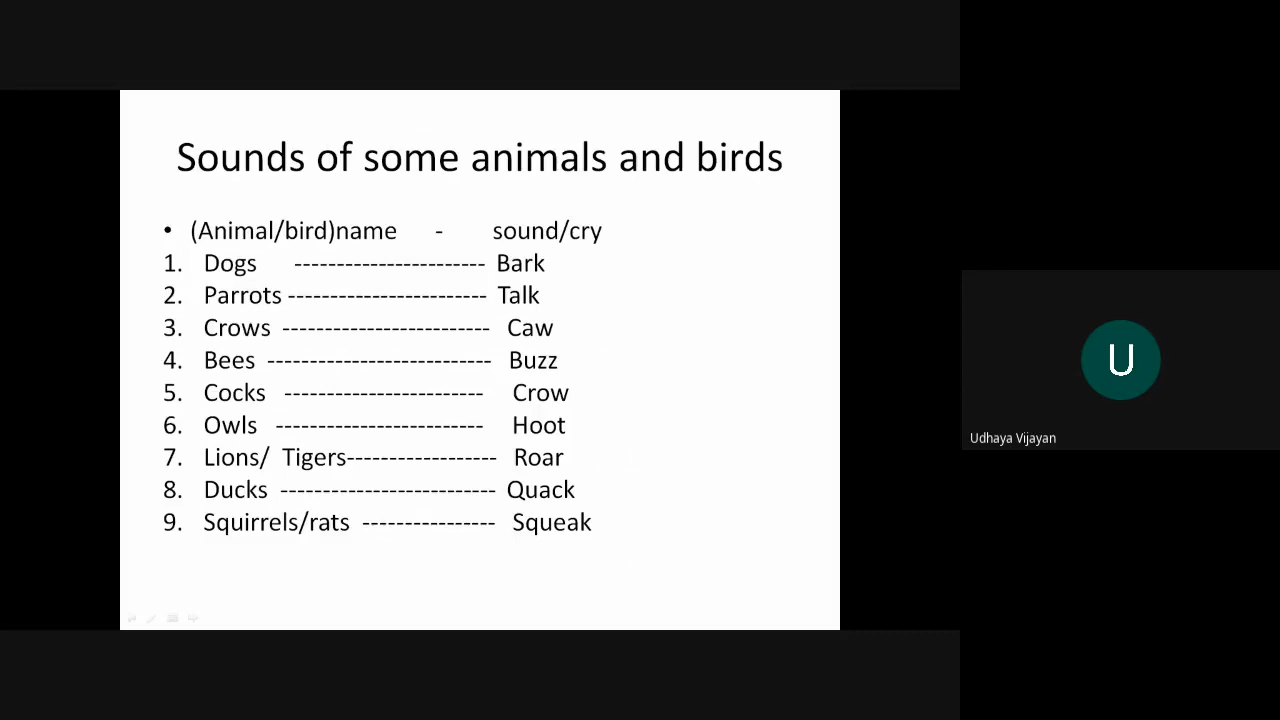 Sounds of some animals and birds
• (Animal/bird)name - sound/cry
1. Dogs ----------------------- Bark
2. Parrots ------------------------ Talk
3. Crows ------------------------- Caw
4. Bees --------------------------- Buzz
5. Cocks ------------------------ Crow
6. Owls ------------------------- Hoot
7. Lions/ Tigers------------------ Roar
8. Ducks -------------------------- Quack
9. Squirrels/rats ---------------- Squeak
U
Udhaya Vijayan